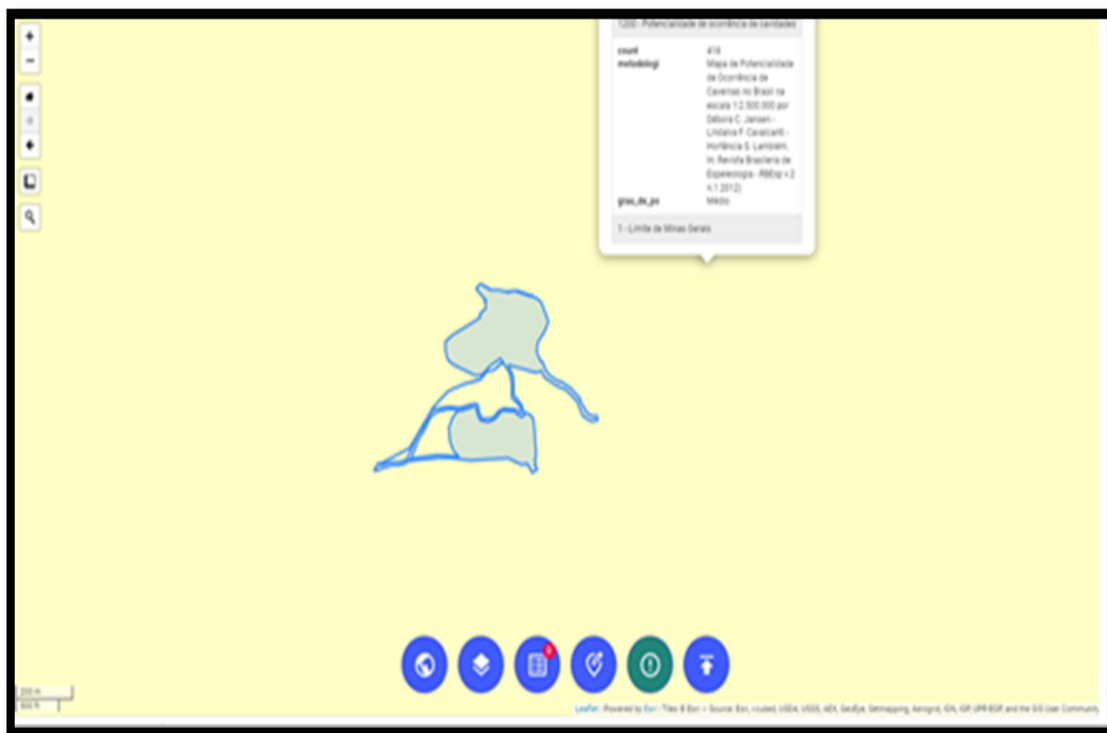 +
−
1200 - Potencialidade de ocorrência de cavidades
count 418
metodologi Mapa de Potencialidade
de Ocorrência de
Cavernas no Brasil na
escala 1:2.500.000 por
Débora C. Jansen -
Lindalva F. Cavalcanti -
Hortência S. Lamblém.
In. Revista Brasileira de
Espeleologia - RBEsp v.2
n.1 2012)
grau_de_po Médio
1 - Limite de Minas Gerais
200 m
500 ft
Leaflet | Powered by Esri | Tiles © Esri — Source: Esri, i-cubed, USDA, USGS, AEX, GeoEye, Getmapping, Aerogrid, IGN, IGP, UPR-EGP, and the GIS User Community